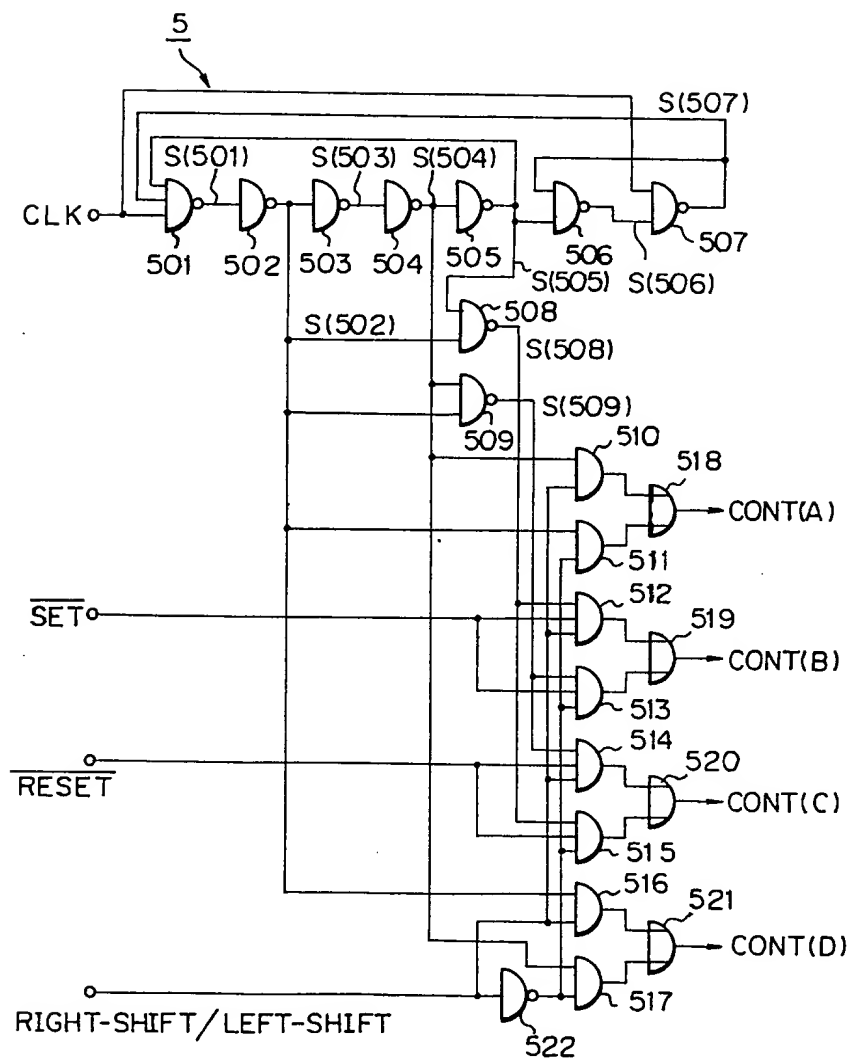 5
S(507)
S(501)
S(503)
S(504)
CLK
501
502
503
504
505
506
507
S(505)
S(506)
508
S(502)
S(508)
S(509)
509
510
518
CONT(A)
511
512
SET
519
CONT(B)
513
514
RESET
520
CONT(C)
515
516
521
CONT(D)
517
RIGHT-SHIFT/LEFT-SHIFT
522